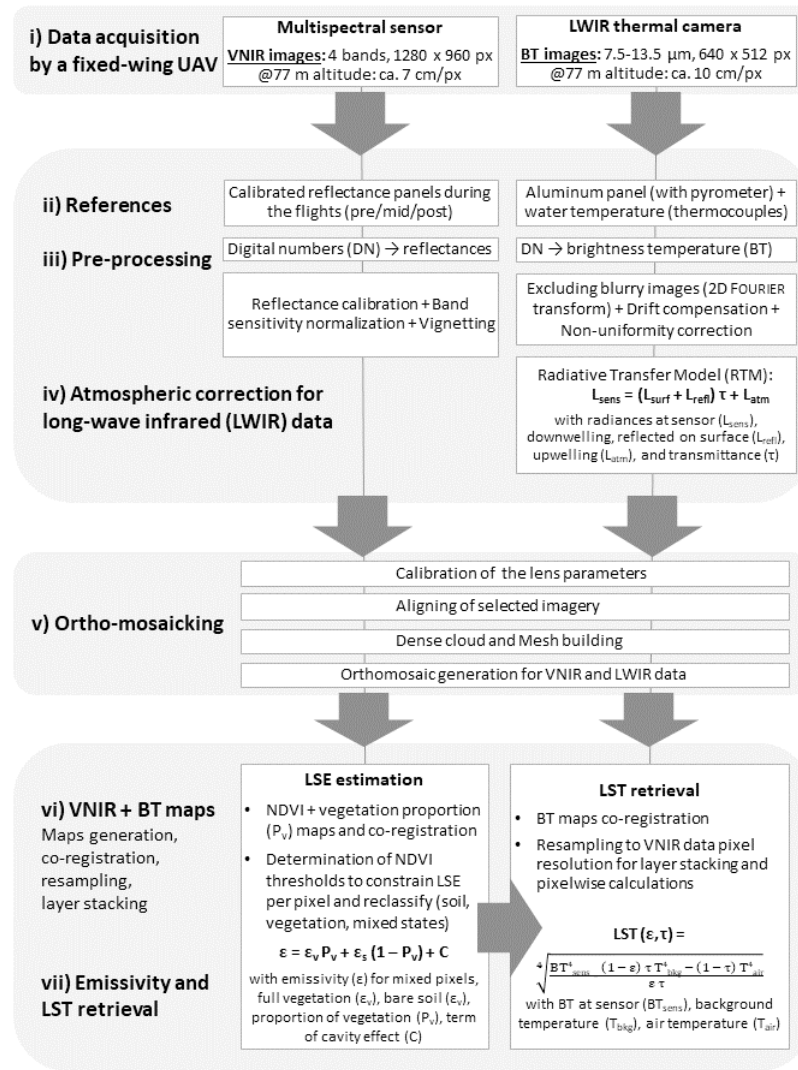 i) Data acquisition
by a fixed-wing UAV
Multispectral sensor
VNIR images: 4 bands, 1280 x 960 px
@77 m altitude: ca. 7 cm/px
LWIR thermal camera
BT images: 7.5-13.5 µm, 640 x 512 px
@77 m altitude: ca. 10 cm/px
ii) References
Calibrated reflectance panels during
the flights (pre/mid/post)
Aluminum panel (with pyrometer) +
water temperature (thermocouples)
iii) Pre-processing
Digital numbers (DN) → reflectances
DN → brightness temperature (BT)
Reflectance calibration + Band
sensitivity normalization + Vignetting
Excluding blurry images (2D FOURIER
transform) + Drift compensation +
Non-uniformity correction
iv) Atmospheric correction for
long-wave infrared (LWIR) data
Radiative Transfer Model (RTM):
Lsens = (Lsurf + Lrefl) τ + Latm
with radiances at sensor (Lsens),
downwelling, reflected on surface (Lrefl),
upwelling (Latm), and transmittance (τ)
v) Ortho-mosaicking
Calibration of the lens parameters
Aligning of selected imagery
Dense cloud and Mesh building
Orthomosaic generation for VNIR and LWIR data
vi) VNIR + BT maps
Maps generation,
co-registration,
resampling,
layer stacking
vii) Emissivity and
LST retrieval
LSE estimation
• NDVI + vegetation proportion
(Pv) maps and co-registration
• Determination of NDVI
thresholds to constrain LSE
per pixel and reclassify (soil,
vegetation, mixed states)
ε = εv Pv + εs (1 – Pv) + C
with emissivity (ε) for mixed pixels,
full vegetation (εv), bare soil (εv),
proportion of vegetation (Pv), term
of cavity effect (C)
LST retrieval
• BT maps co-registration
• Resampling to VNIR data pixel
resolution for layer stacking and
pixelwise calculations
LST (ε,τ) =
4√ BT4sens (1 – ε) τ T4bkg – (1 – τ) T4air
ε τ
with BT at sensor (BTsens), background
temperature (Tbkg), air temperature (Tair)